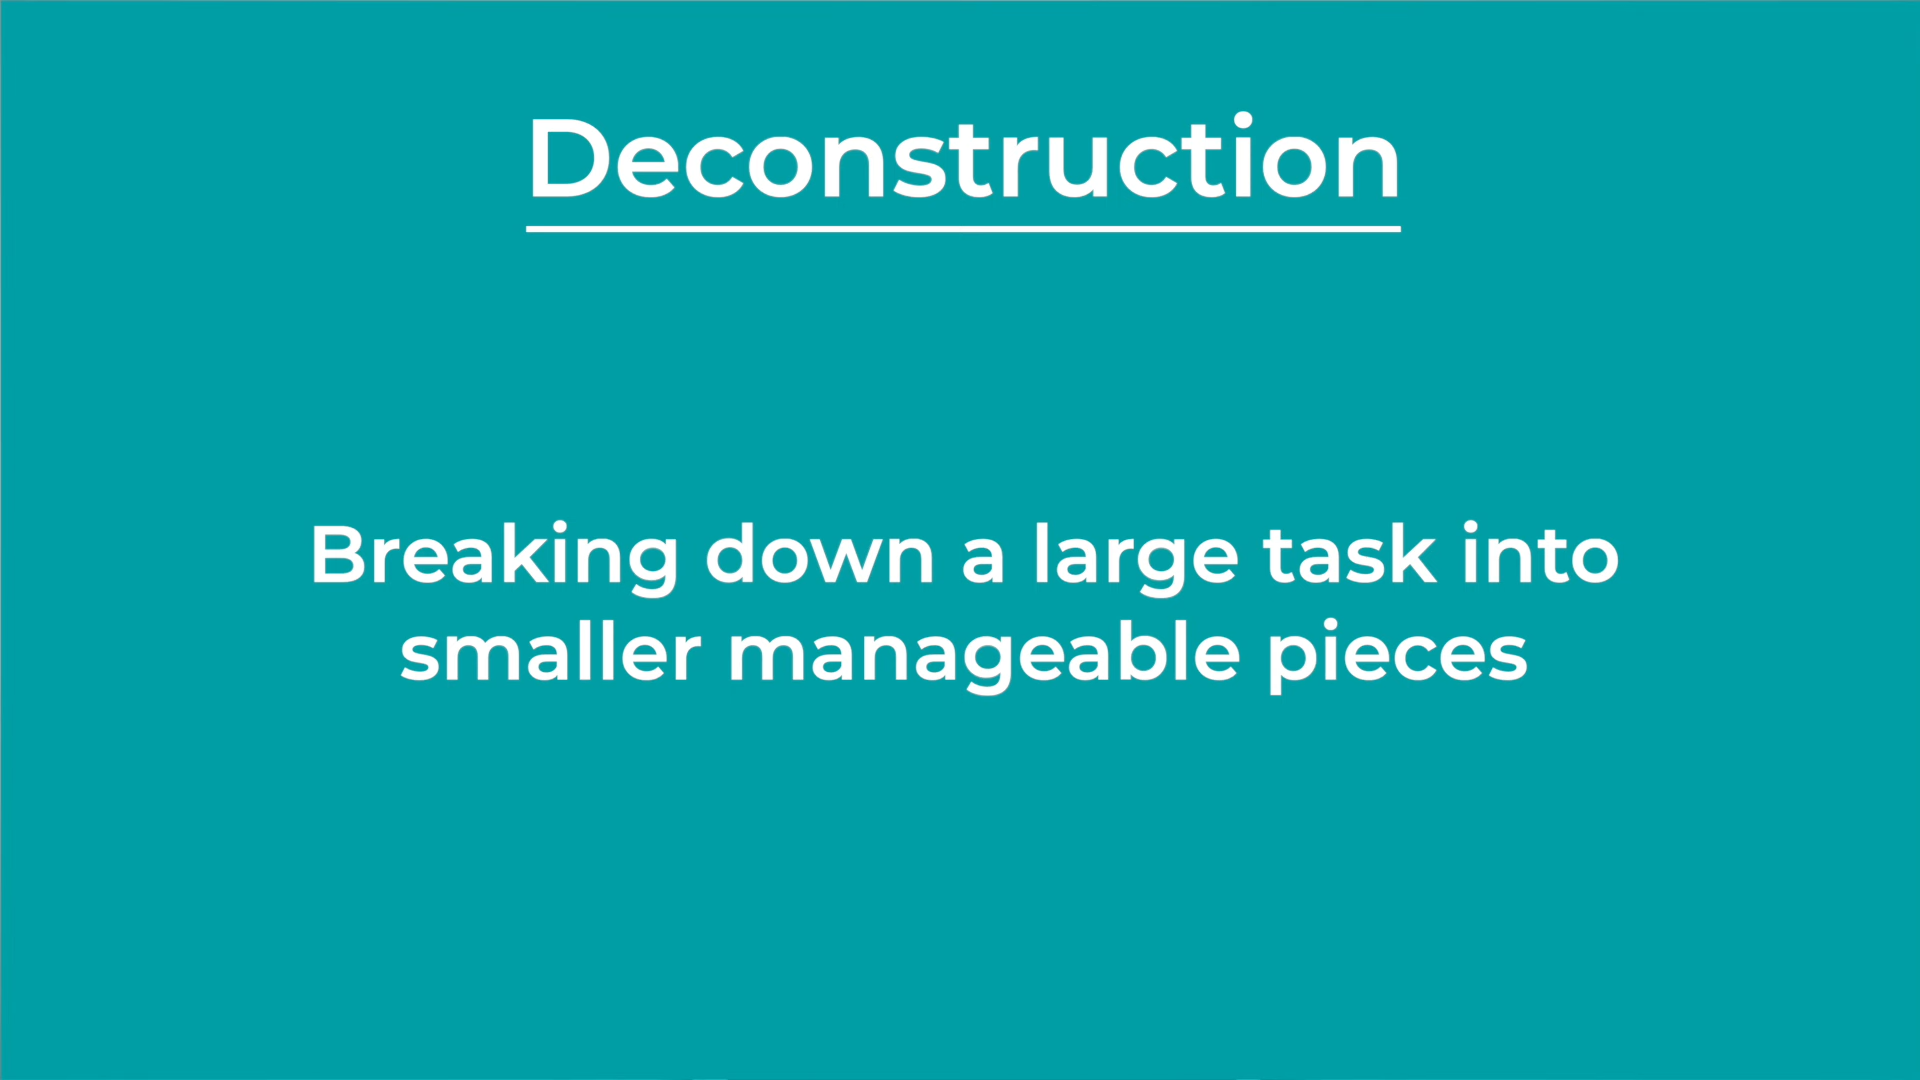 Deconstruction
Breaking down a large task into
smaller manageable pieces